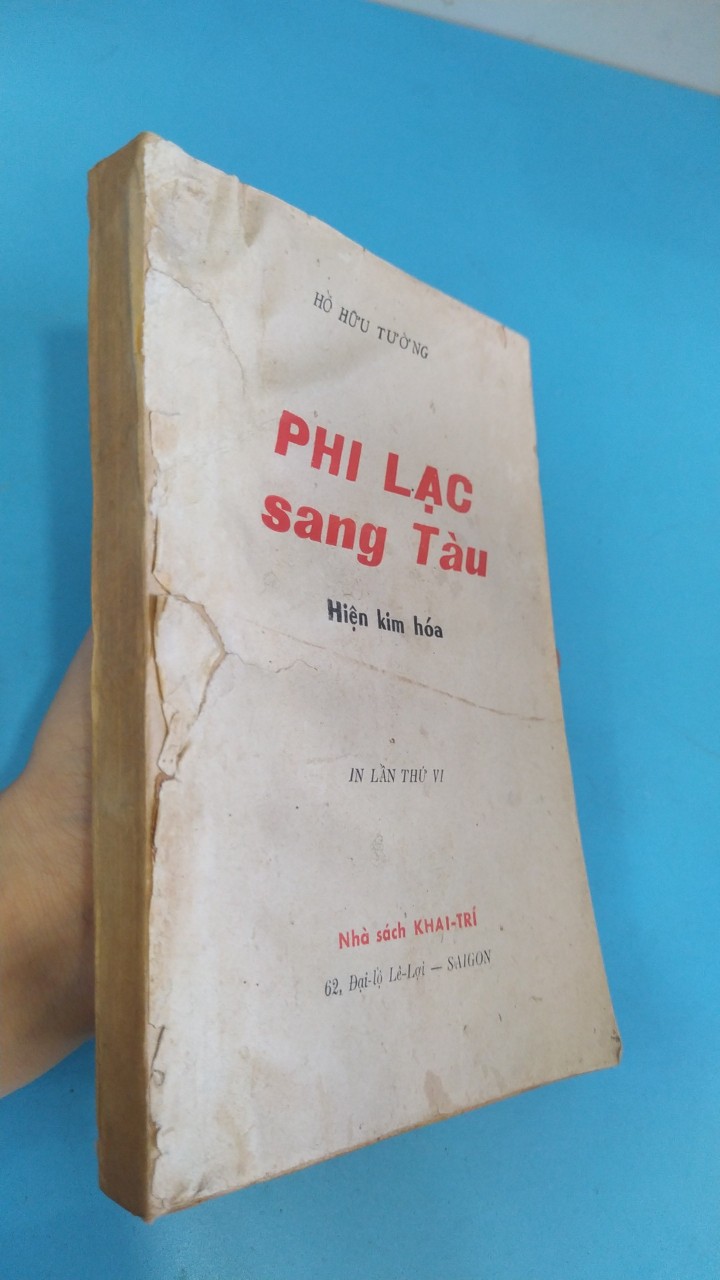 HỒ HỮU TƯỜNG
PHI LẠC
sang Tàu
Hiện kim hóa
IN LẦN THỨ VI
Nhà sách KHAI-TRÍ
62, Đại-lộ Lê-Lợi — SAIGON